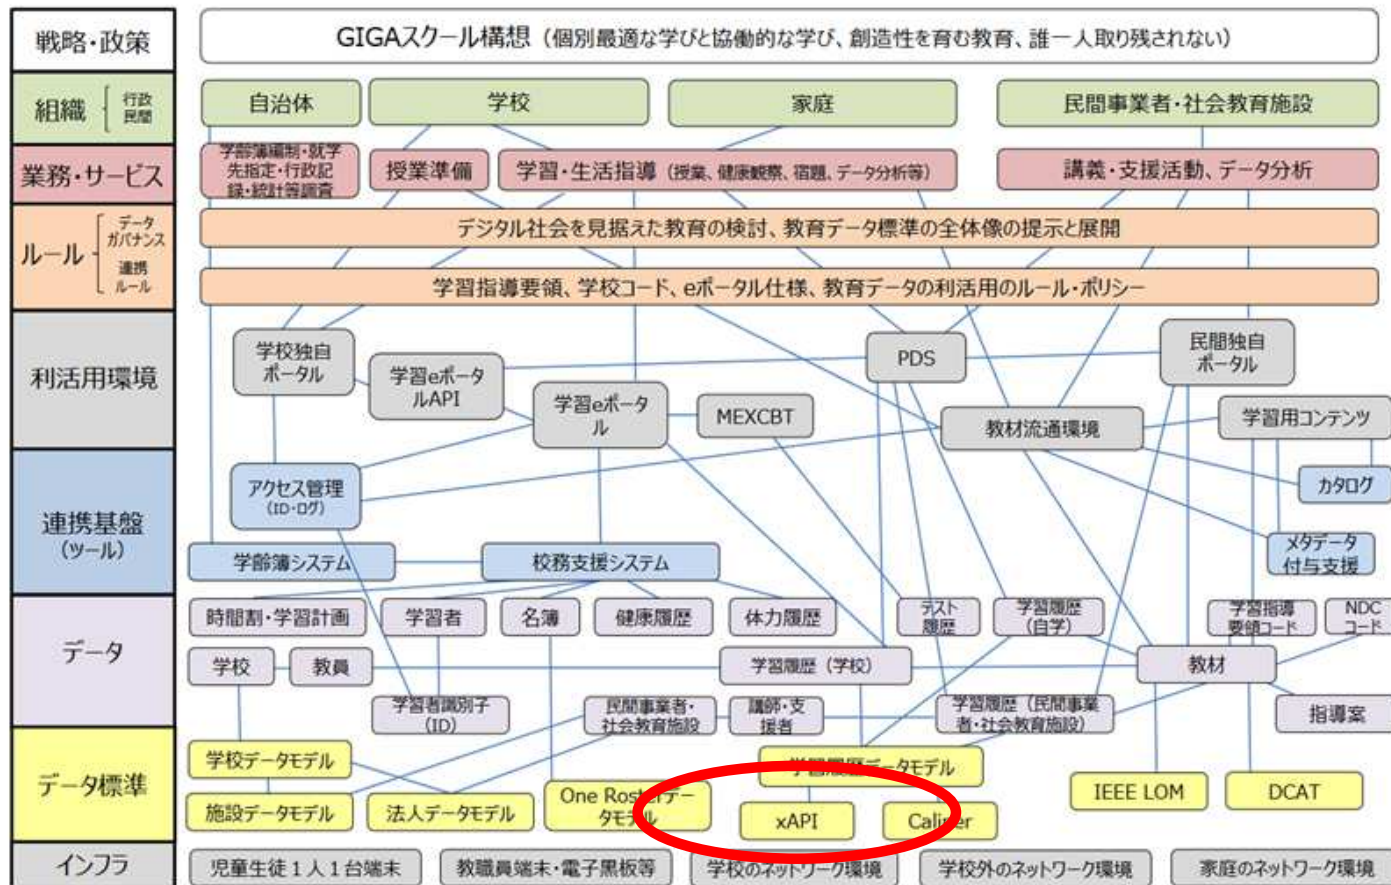 戦略・政策
GIGAスクール構想（個別最適な学びと協働的な学び、創造性を育む教育、誰一人取り残されない）
組織
行政
民間
自治体
学校
家庭
民間事業者・社会教育施設
業務・サービス
学齢簿編制・就学
先指定・行政記
録・統計等調査
授業準備
学習・生活指導（授業、健康観察、宿題、データ分析等）
講義・支援活動、データ分析
ルール
データ
ガバナンス
連携
ルール
デジタル社会を見据えた教育の検討、教育データ標準の全体像の提示と展開
学習指導要領、学校コード、eポータル仕様、教育データの利活用のルール・ポリシー
利活用環境
学校独自
ポータル
学習eポータ
ルAPI
学習eポータ
ル
MEXCBT
PDS
教材流通環境
民間独自
ポータル
学習用コンテンツ
連携基盤
（ツール）
アクセス管理
（ID・ログ）
カタログ
学齢簿システム
校務支援システム
メタデータ
付与支援
データ
時間割・学習計画
学習者
名簿
健康履歴
体力履歴
テスト
履歴
学習履歴
（自学）
学習指導
要領コード
NDC
コード
学校
教員
学習履歴（学校）
教材
学習者識別子
（ID）
民間事業者・
社会教育施設
講師・支
援者
学習履歴（民間事業
者・社会教育施設）
指導案
データ標準
学校データモデル
学習履歴データモデル
施設データモデル
法人データモデル
One Rosterデー
タモデル
xAPI
Caliper
IEEE LOM
DCAT
インフラ
児童生徒１人１台端末
教職員端末・電子黒板等
学校のネットワーク環境
学校外のネットワーク環境
家庭のネットワーク環境